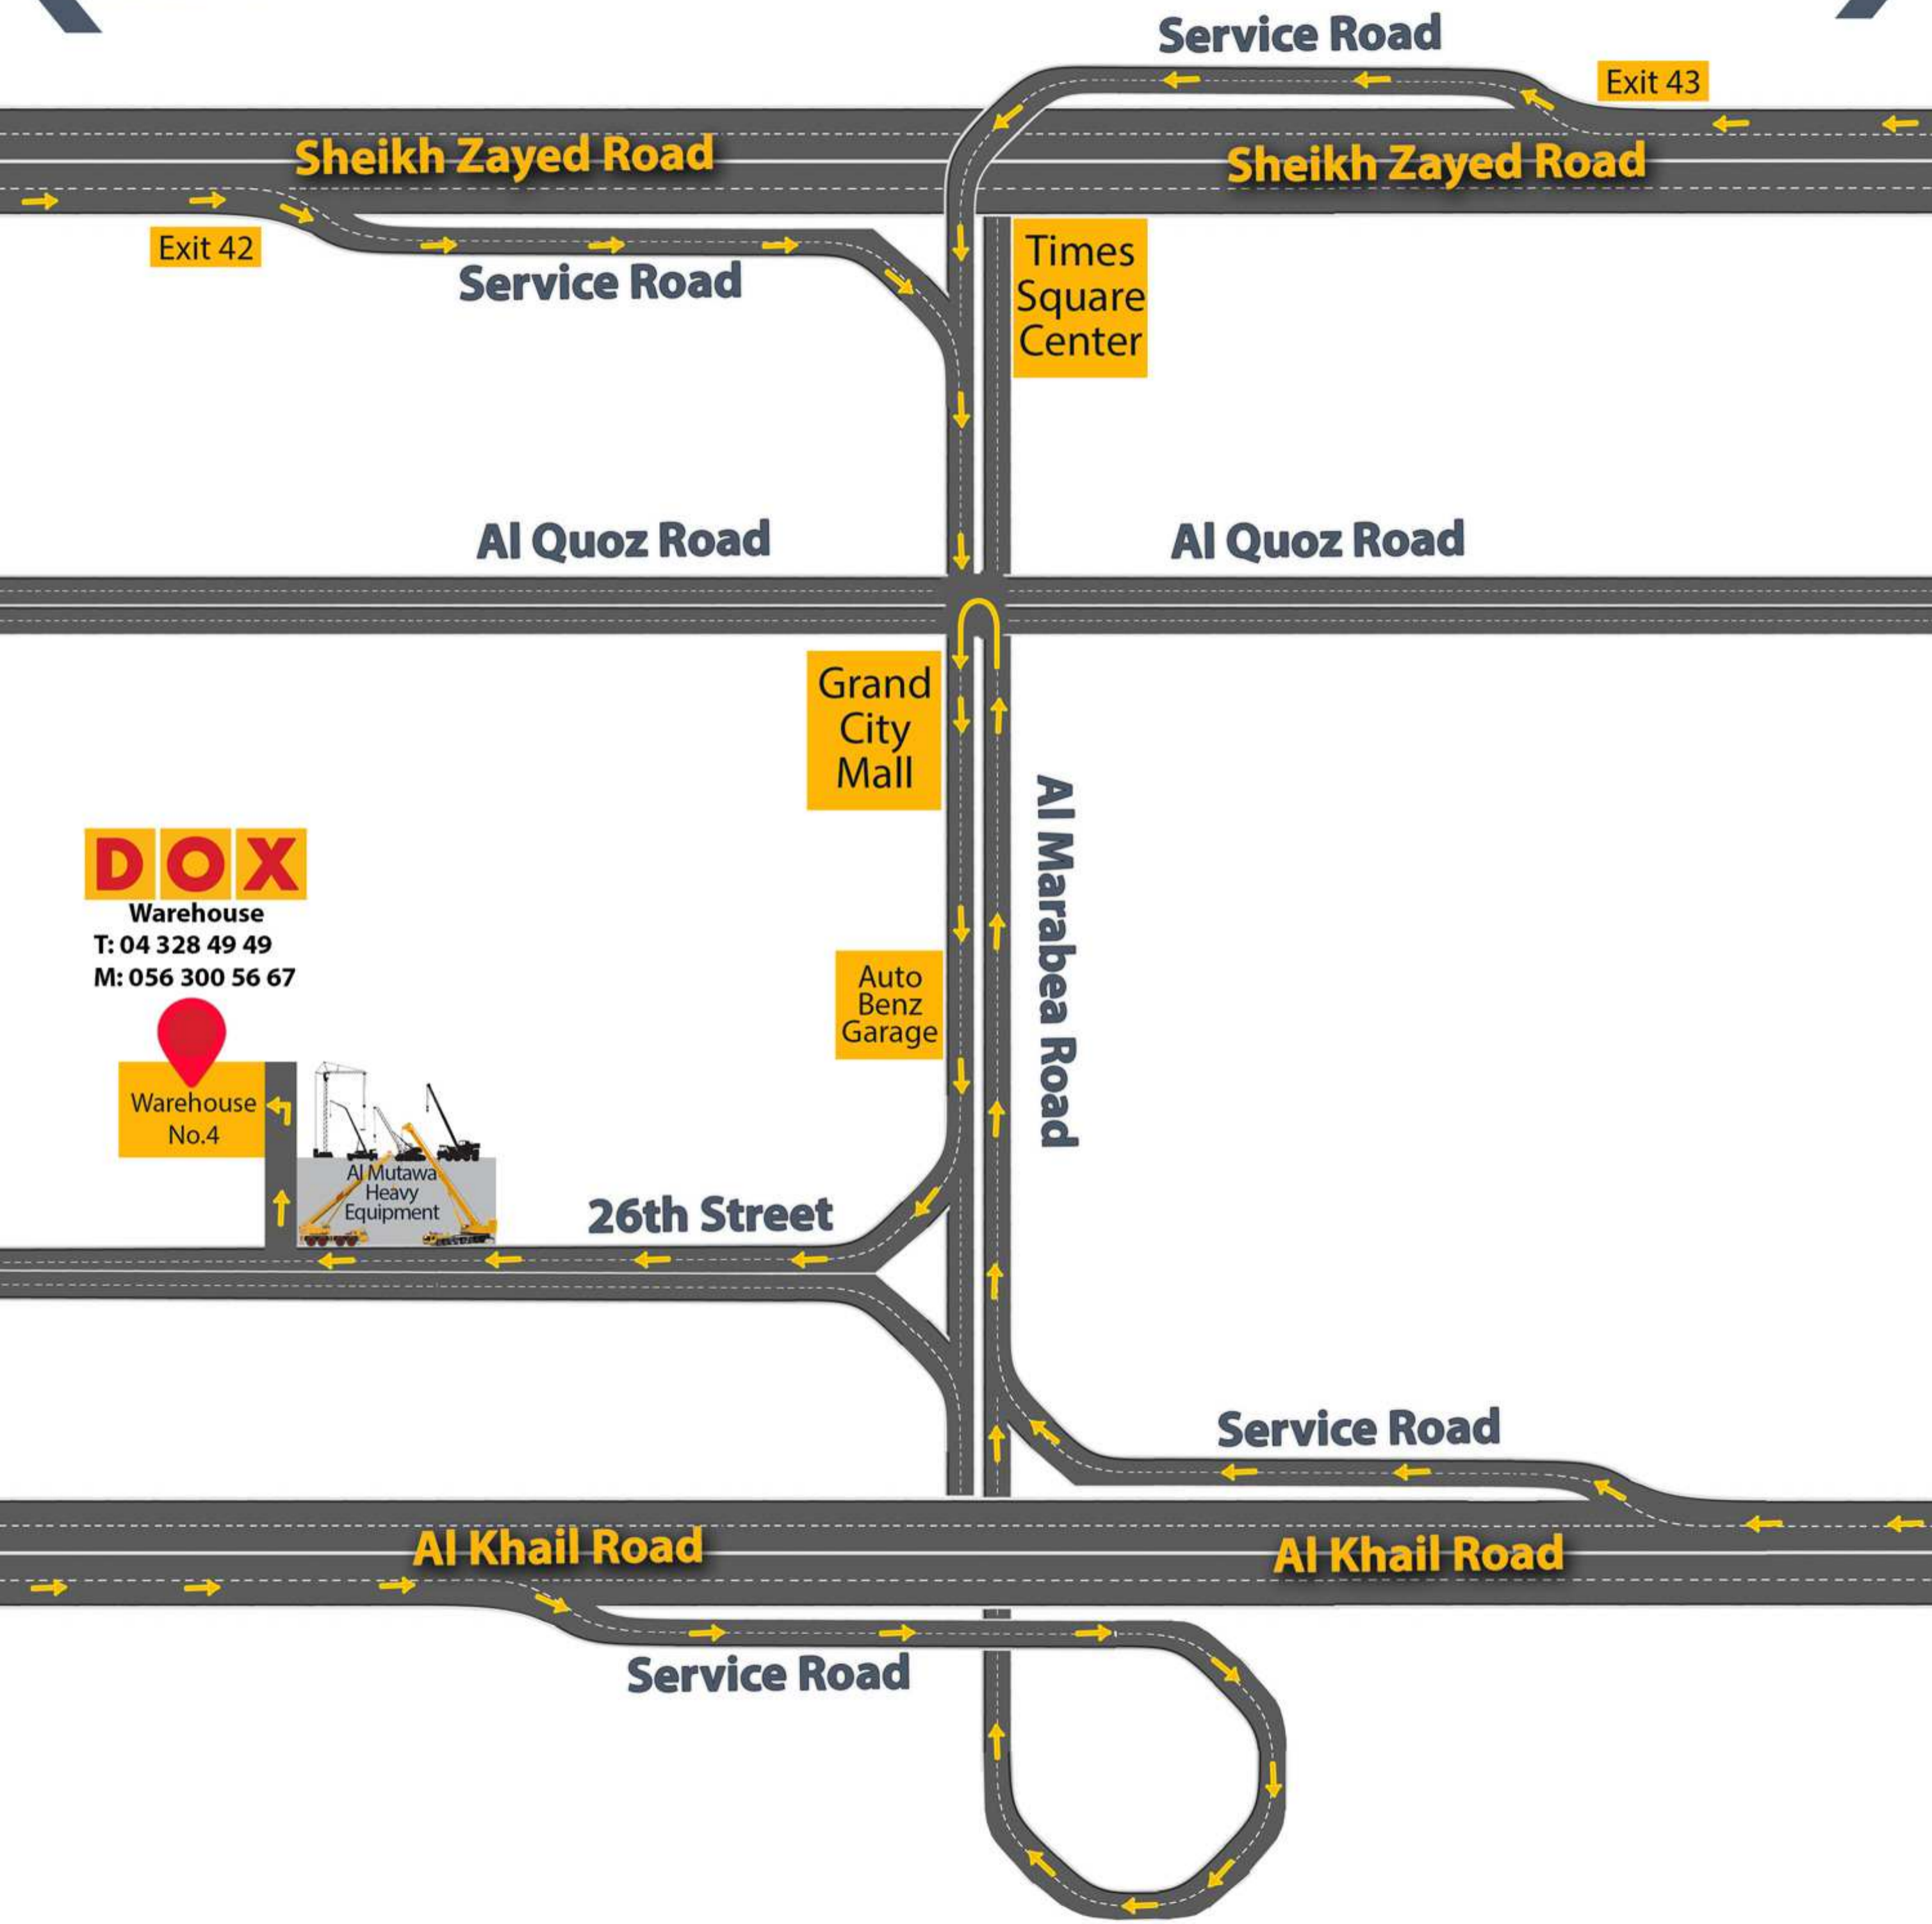 Service Road
Exit 43
Sheikh Zayed Road
Sheikh Zayed Road
Exit 42
Service Road
Times
Square
Center
Al Quoz Road
Al Quoz Road
Grand
City
Mall
Al Marabea Road
DOX
Warehouse
T: 04 328 49 49
M: 056 300 56 67
Auto
Benz
Garage
Warehouse
No.4
Al Mutawa
Heavy
Equipment
26th Street
Service Road
Al Khail Road
Al Khail Road
Service Road